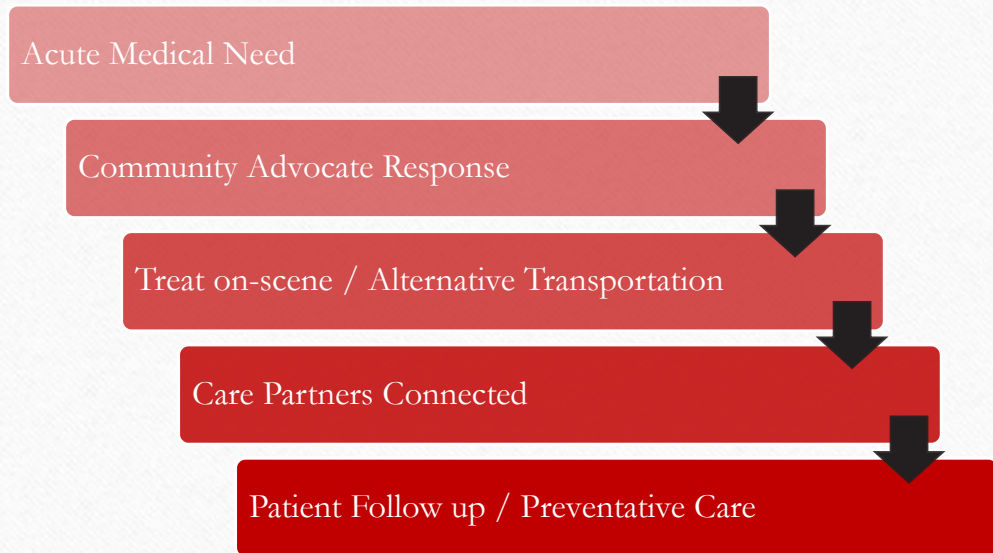 Acute Medical Need
Community Advocate Response
Treat on-scene / Alternative Transportation
Care Partners Connected
Patient Follow up / Preventative Care